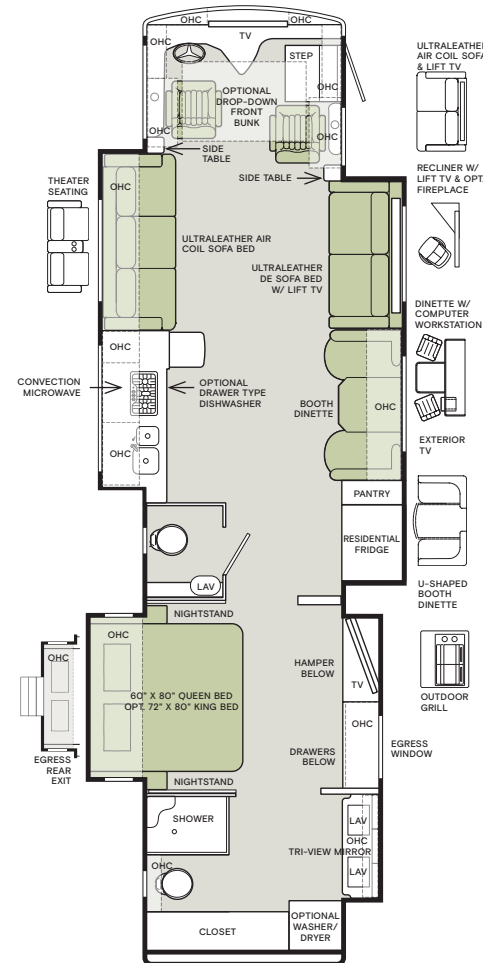 OHC
OHC
TV
OHC
STEP
OHC
OPTIONAL
DROP-DOWN
FRONT
BUNK
OHC
OHC
SIDE
TABLE
SIDE TABLE
ULTRALEATHER
AIR COIL SOFA
& LIFT TV
RECLINER W/
LIFT TV & OPT.
FIREPLACE
THEATER
SEATING
OHC
ULTRALEATHER AIR
COIL SOFA BED
ULTRALEATHER
DE SOFA BED
W/ LIFT TV
DINETTE W/
COMPUTER
WORKSTATION
OHC
CONVECTION
MICROWAVE
OPTIONAL
DRAWER TYPE
DISHWASHER
OHC
BOOTH
DINETTE
OHC
EXTERIOR
TV
PANTRY
RESIDENTIAL
FRIDGE
LAV
U-SHAPED
BOOTH
DINETTE
NIGHTSTAND
OHC
OHC
60" X 80" QUEEN BED
OPT. 72" X 80" KING BED
NIGHTSTAND
EGRESS
REAR
EXIT
HAMPER
BELOW
TV
OHC
DRAWERS
BELOW
OUTDOOR
GRILL
EGRESS
WINDOW
SHOWER
LAV
OHC
TRI-VIEW MIRROR
LAV
OHC
CLOSET
OPTIONAL
WASHER/
DRYER